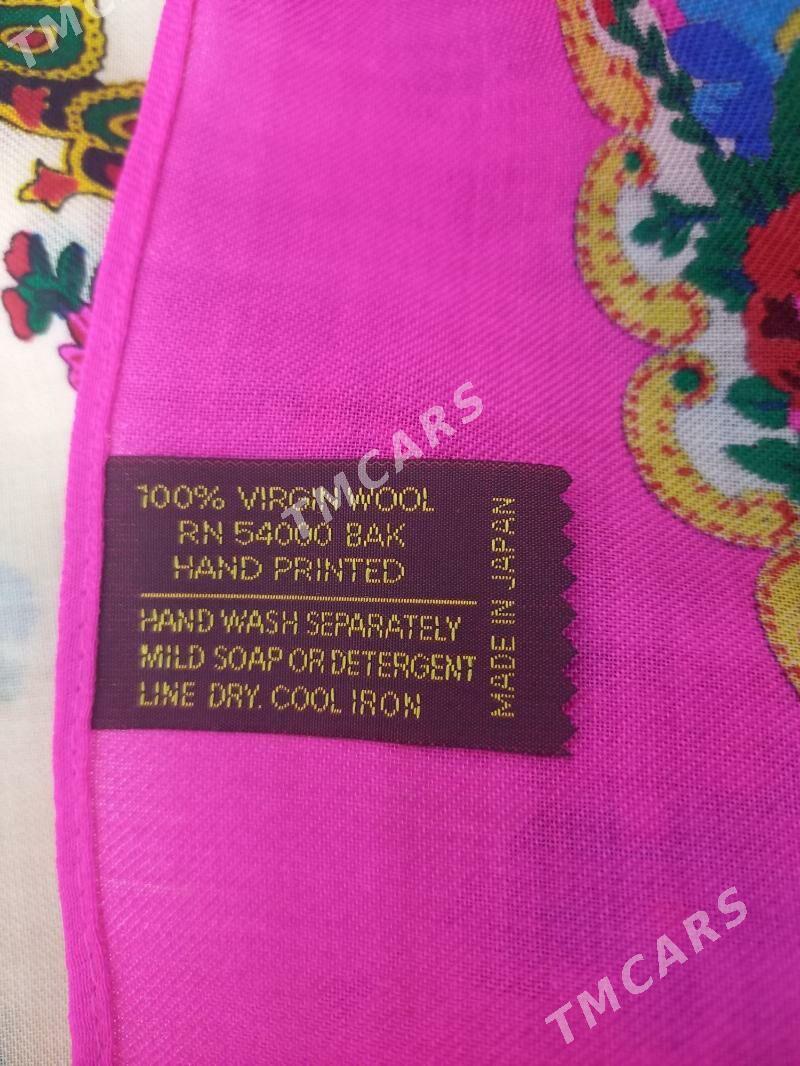 TMCARS
TMCARS
100% VIRGIN WOOL
RN 54000 BAK
HAND PRINTED
HAND WASH SEPARATELY
MILD SOAP OR DETERGENT
LINE DRY. COOL IRON
MADE IN JAPAN
TMCARS